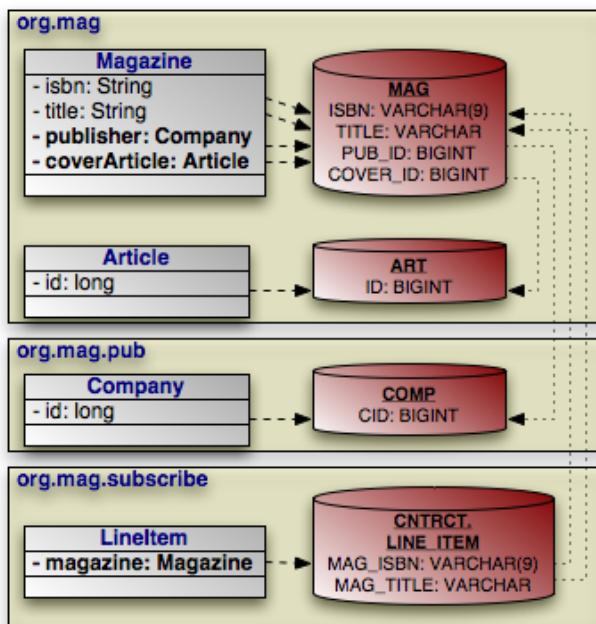 org.mag
Magazine
- isbn: String
- title: String
- publisher: Company
- coverArticle: Article
MAG
ISBN: VARCHAR(9)
TITLE: VARCHAR
PUB_ID: BIGINT
COVER_ID: BIGINT
Article
- id: long
ART
ID: BIGINT
org.mag.pub
Company
- id: long
COMP
CID: BIGINT
org.mag.subscribe
LineItem
- magazine: Magazine
CNTRCT.
LINE_ITEM
MAG_ISBN: VARCHAR(9)
MAG_TITLE: VARCHAR